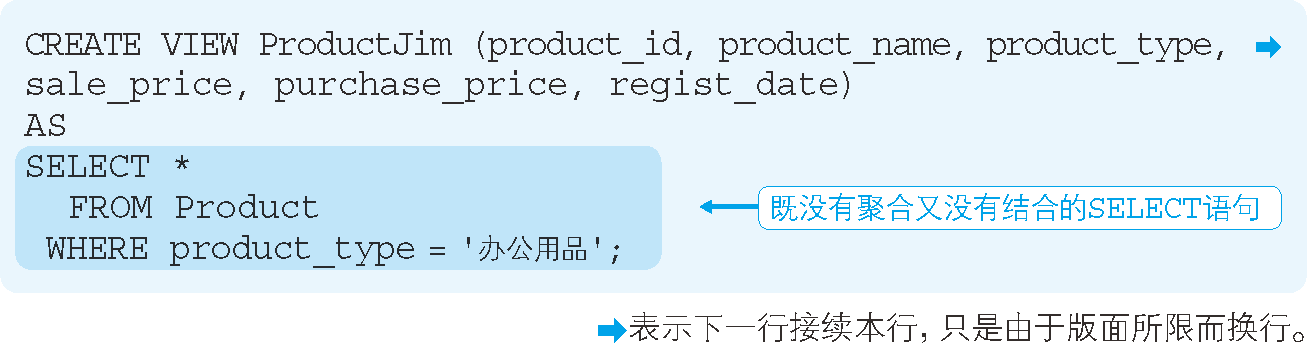 CREATE VIEW ProductJim (product_id, product_name, product_type, ➡
sale_price, purchase_price, regist_date)
AS
SELECT *
  FROM Product
 WHERE product_type = '办公用品';
既没有聚合又没有结合的SELECT语句
➡表示下一行接续本行，只是由于版面所限而换行。